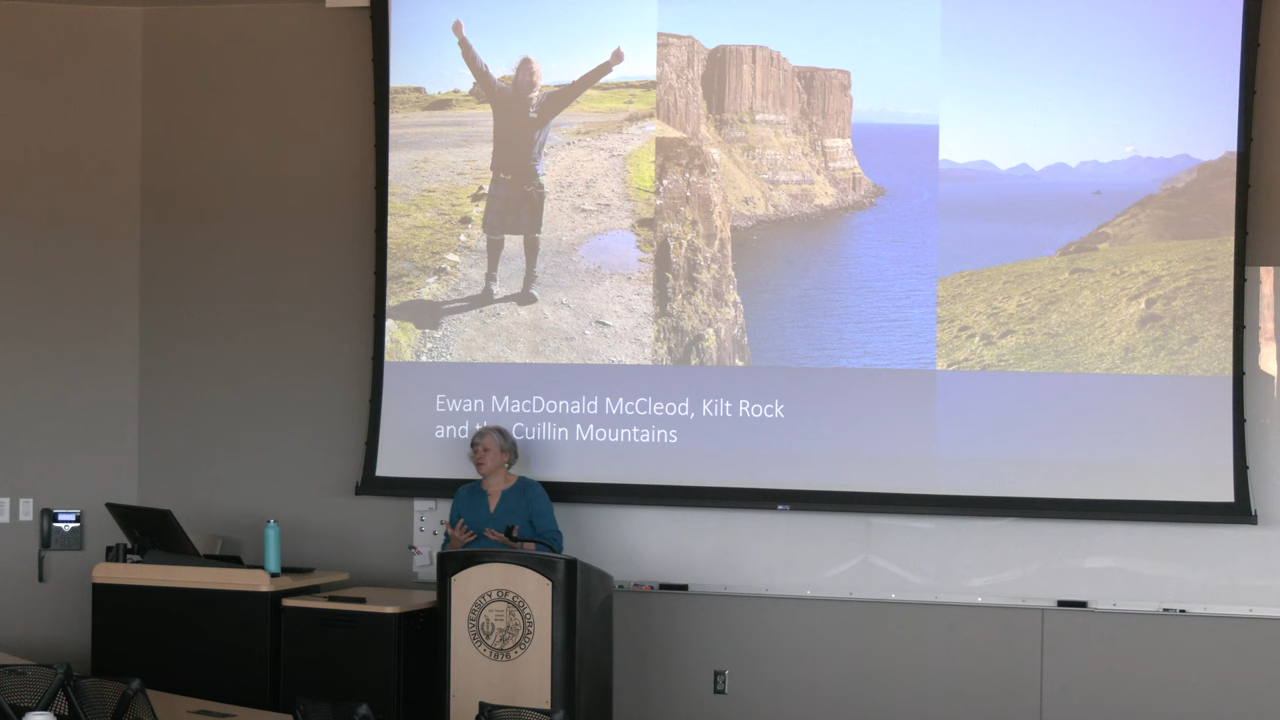 Ewan MacDonald McCleod, Kilt Rock
and the Cuillin Mountains
UNIVERSITY OF COLORADO
1876